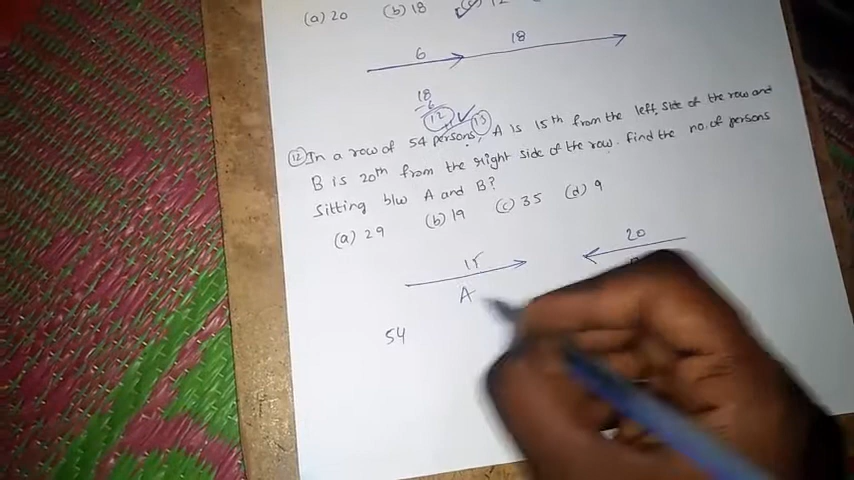 (a) 20 (b) 18 (c) 12
6 18
18
6
12 13
(12) In a row of 54 persons, A is 15th from the left side of the row and
B is 20th from the right side of the row. find the no. of persons
sitting b/w A and B?
(a) 29 (b) 19 (c) 35 (d) 9
15 20
A
54